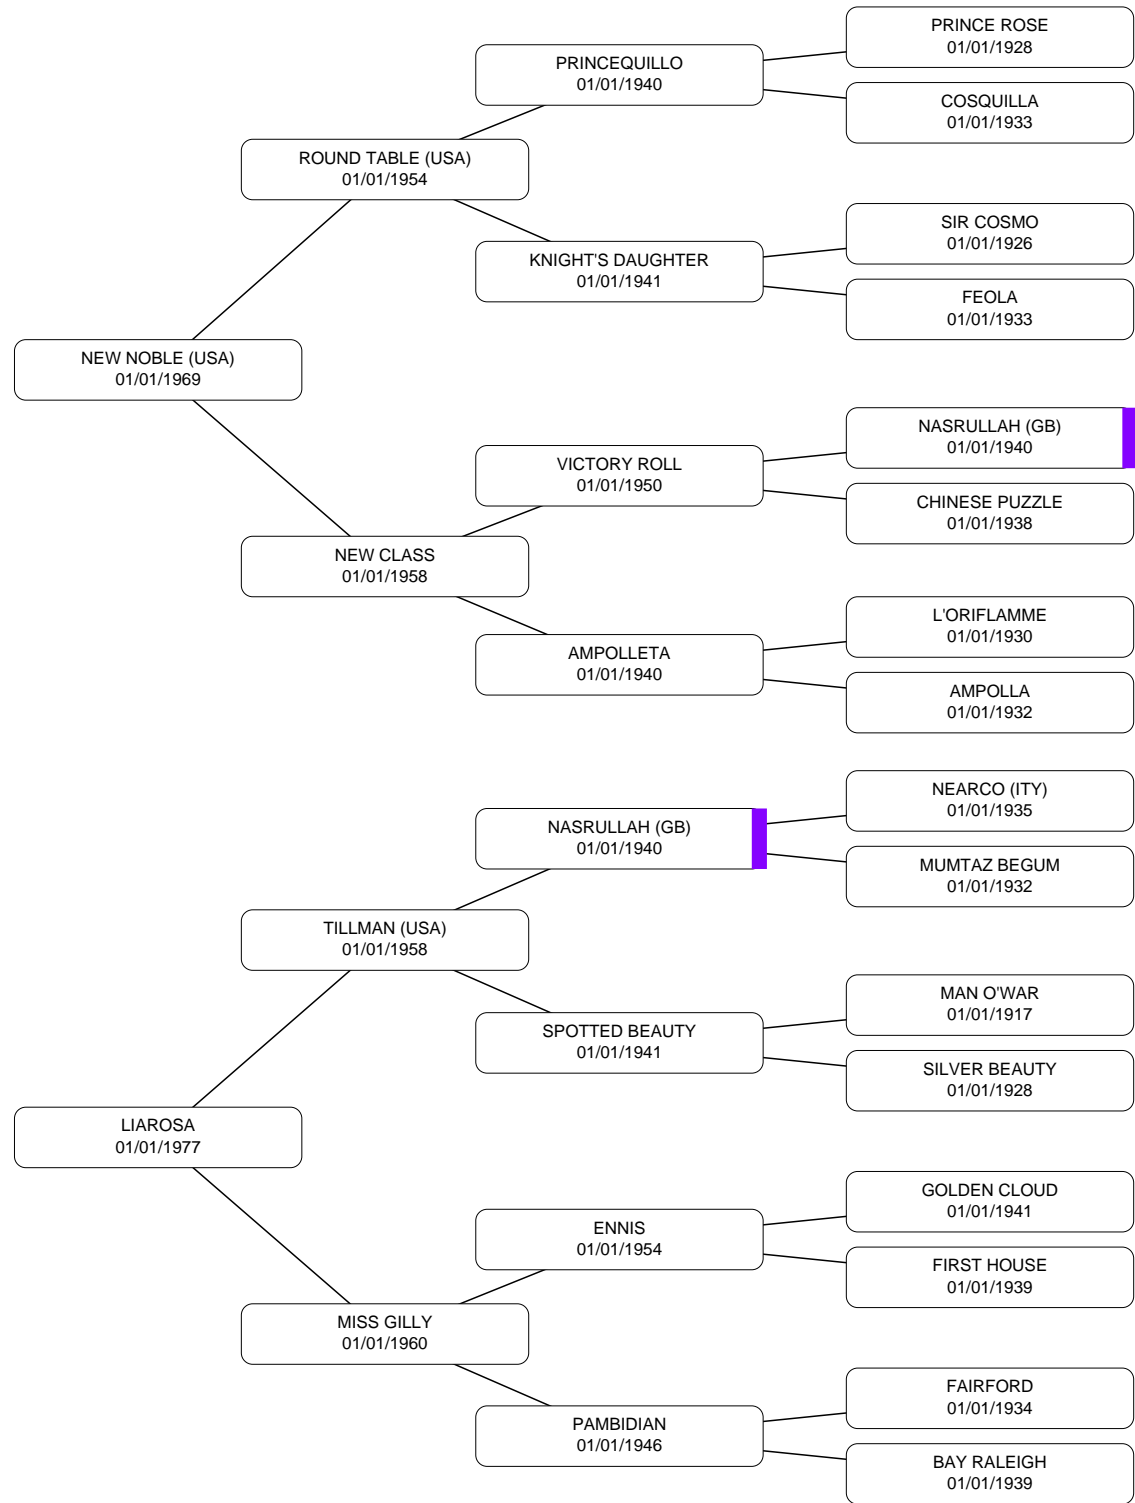 PRINCE ROSE
01/01/1928
PRINCEQUILLO
01/01/1940
COSQUILLA
01/01/1933
ROUND TABLE (USA)
01/01/1954
SIR COSMO
01/01/1926
KNIGHT'S DAUGHTER
01/01/1941
FEOLA
01/01/1933
NEW NOBLE (USA)
01/01/1969
NASRULLAH (GB)
01/01/1940
VICTORY ROLL
01/01/1950
CHINESE PUZZLE
01/01/1938
NEW CLASS
01/01/1958
L'ORIFLAMME
01/01/1930
AMPOLLETA
01/01/1940
AMPOLLA
01/01/1932
NEARCO (ITY)
01/01/1935
NASRULLAH (GB)
01/01/1940
MUMTAZ BEGUM
01/01/1932
TILLMAN (USA)
01/01/1958
MAN O'WAR
01/01/1917
SPOTTED BEAUTY
01/01/1941
SILVER BEAUTY
01/01/1928
LIAROSA
01/01/1977
GOLDEN CLOUD
01/01/1941
ENNIS
01/01/1954
FIRST HOUSE
01/01/1939
MISS GILLY
01/01/1960
FAIRFORD
01/01/1934
PAMBIDIAN
01/01/1946
BAY RALEIGH
01/01/1939